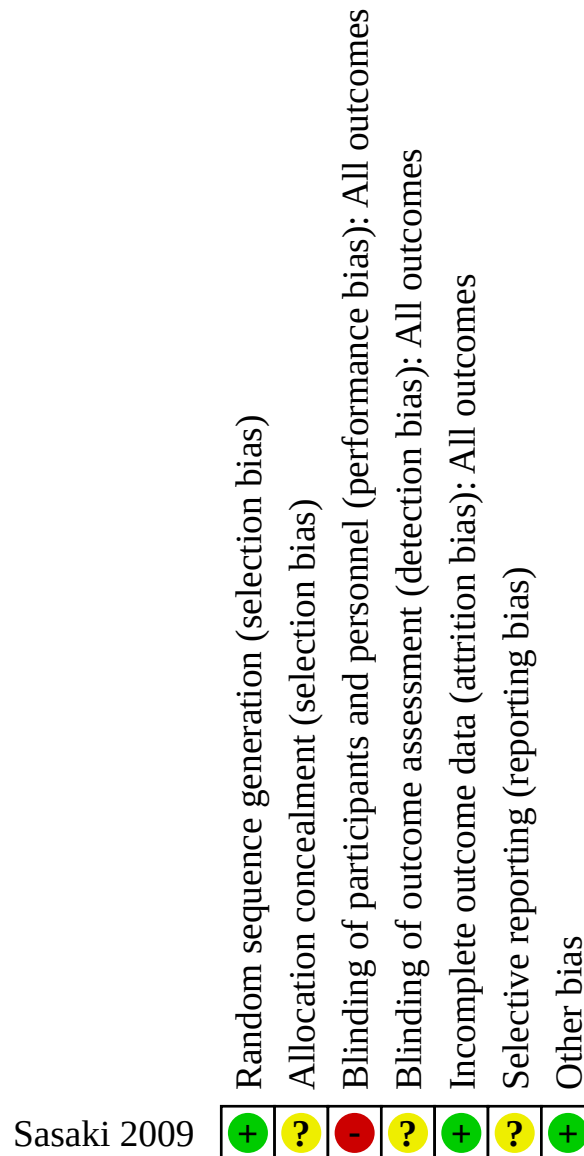 Random sequence generation (selection bias)
Allocation concealment (selection bias)
Blinding of participants and personnel (performance bias): All outcomes
Blinding of outcome assessment (detection bias): All outcomes
Incomplete outcome data (attrition bias): All outcomes
Selective reporting (reporting bias)
Other bias
Sasaki 2009 + ? - ? + ? +